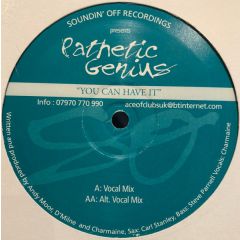 SOUNDIN' OFF RECORDINGS
presents
Pathetic
Genius
"YOU CAN HAVE IT"
Info : 07970 770 990
aceofclubsuk@btinternet.com
A: Vocal Mix
AA: Alt. Vocal Mix
Written and produced by Andy Moor, D'Milne and Charmaine, Sax: Carl Stanley, Bass: Steve Parnell Vocals: Charmaine